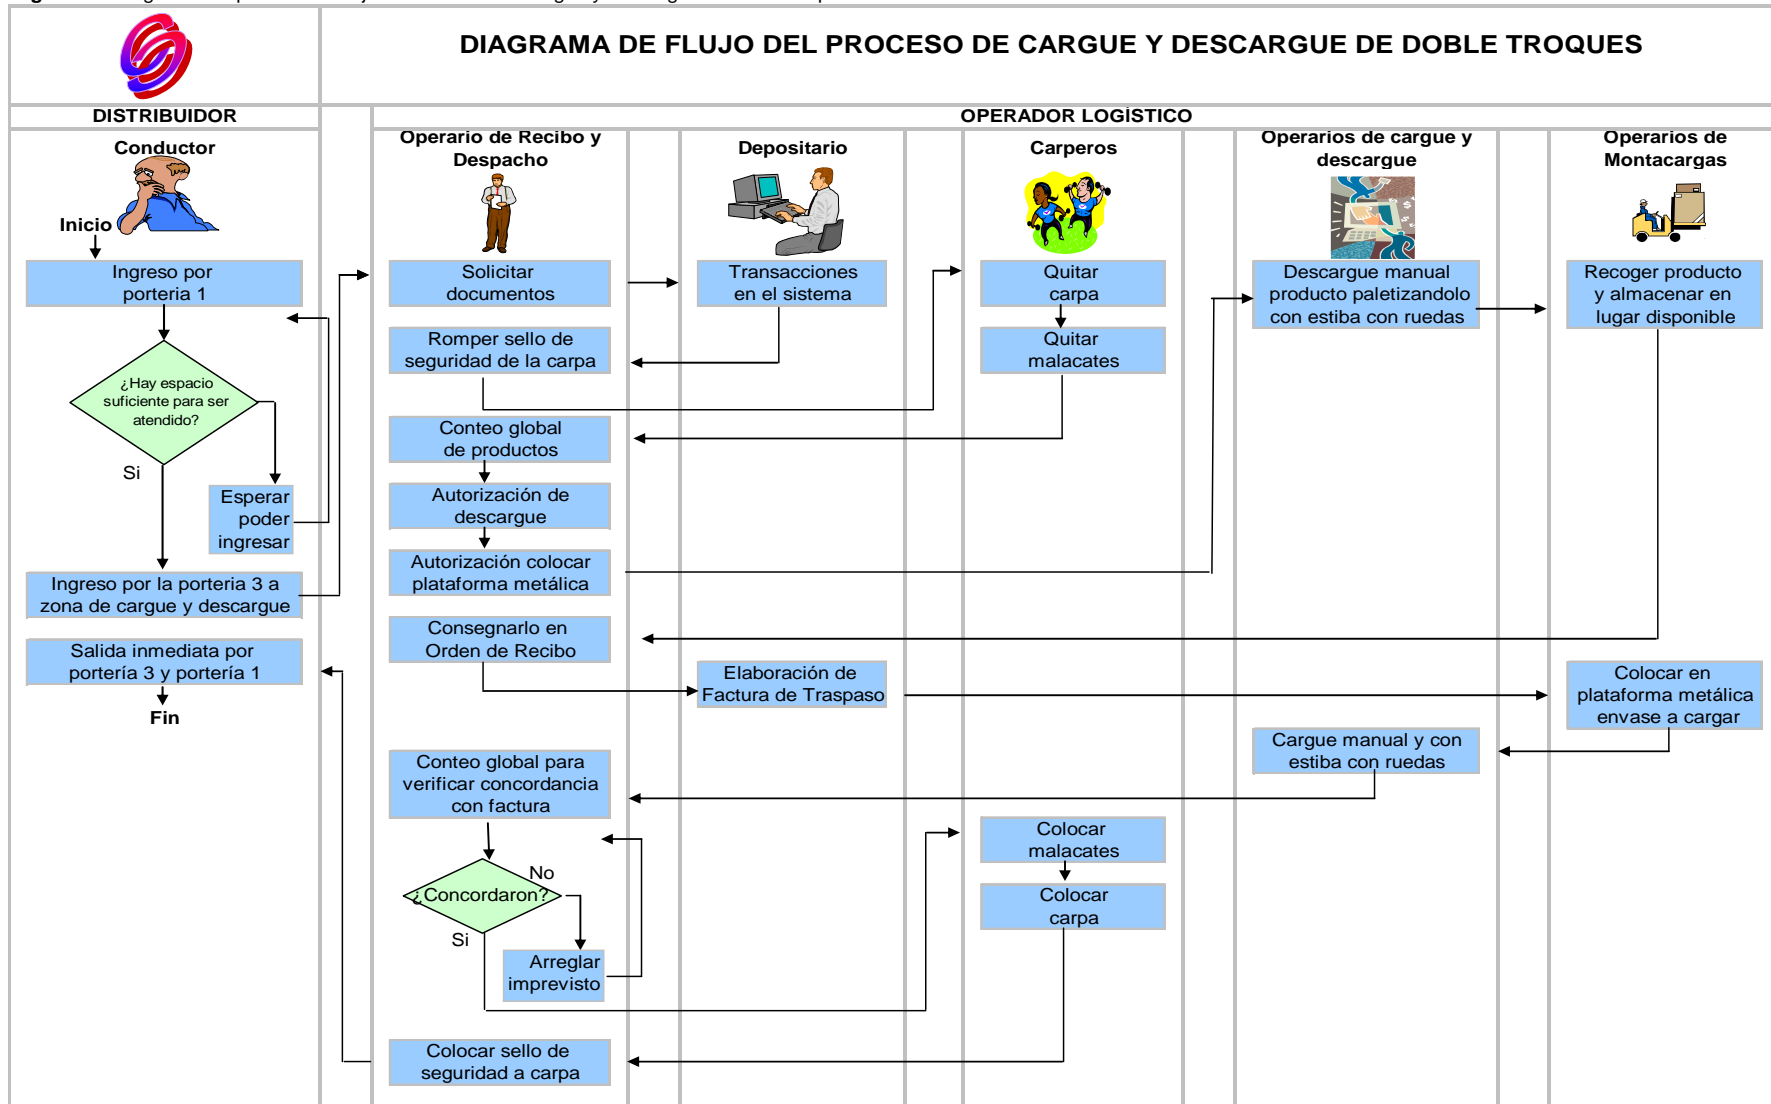 DIAGRAMA DE FLUJO DEL PROCESO DE CARGUE Y DESCARGUE DE DOBLE TROQUES
DISTRIBUIDOR
OPERADOR LOGÍSTICO
Conductor
Operario de Recibo y
Despacho
Depositario
Carperos
Operarios de cargue y
descargue
Operarios de
Montacargas
Inicio
Ingreso por
porteria 1
Solicitar
documentos
Transacciones
en el sistema
Quitar
carpa
Descargue manual
producto paletizandolo
con estiba con ruedas
Recoger producto
y almacenar en
lugar disponible
Romper sello de
seguridad de la carpa
Quitar
malacates
¿Hay espacio
suficiente para ser
atendido?
Si
Conteo global
de productos
Esperar
poder
ingresar
Autorización de
descargue
Autorización colocar
plataforma metálica
Ingreso por la porteria 3 a
zona de cargue y descargue
Consegnarlo en
Orden de Recibo
Salida inmediata por
portería 3 y portería 1
Fin
Elaboración de
Factura de Traspaso
Colocar en
plataforma metálica
envase a cargar
Cargue manual y con
estiba con ruedas
Conteo global para
verificar concordancia
con factura
Colocar
malacates
¿Concordaron?
No
Si
Colocar
carpa
Arreglar
imprevisto
Colocar sello de
seguridad a carpa